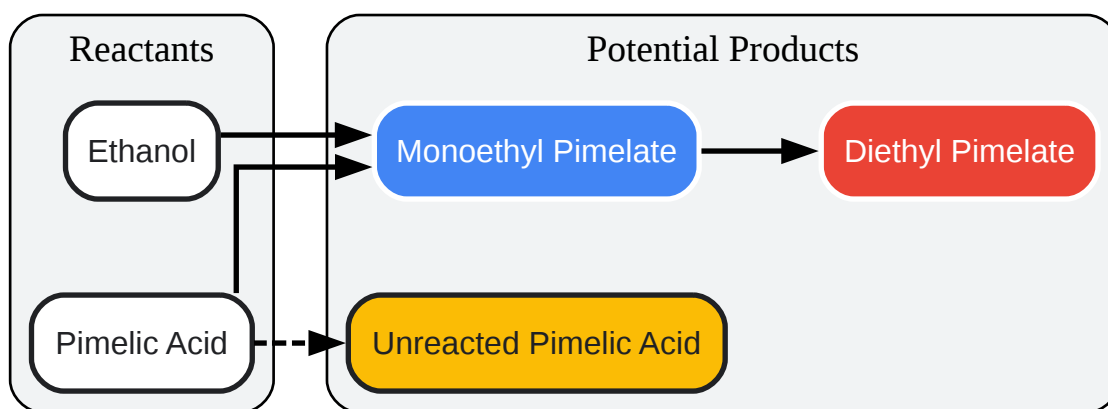 Reactants
Potential Products
Ethanol
Monoethyl Pimelate
Diethyl Pimelate
Pimelic Acid
Unreacted Pimelic Acid